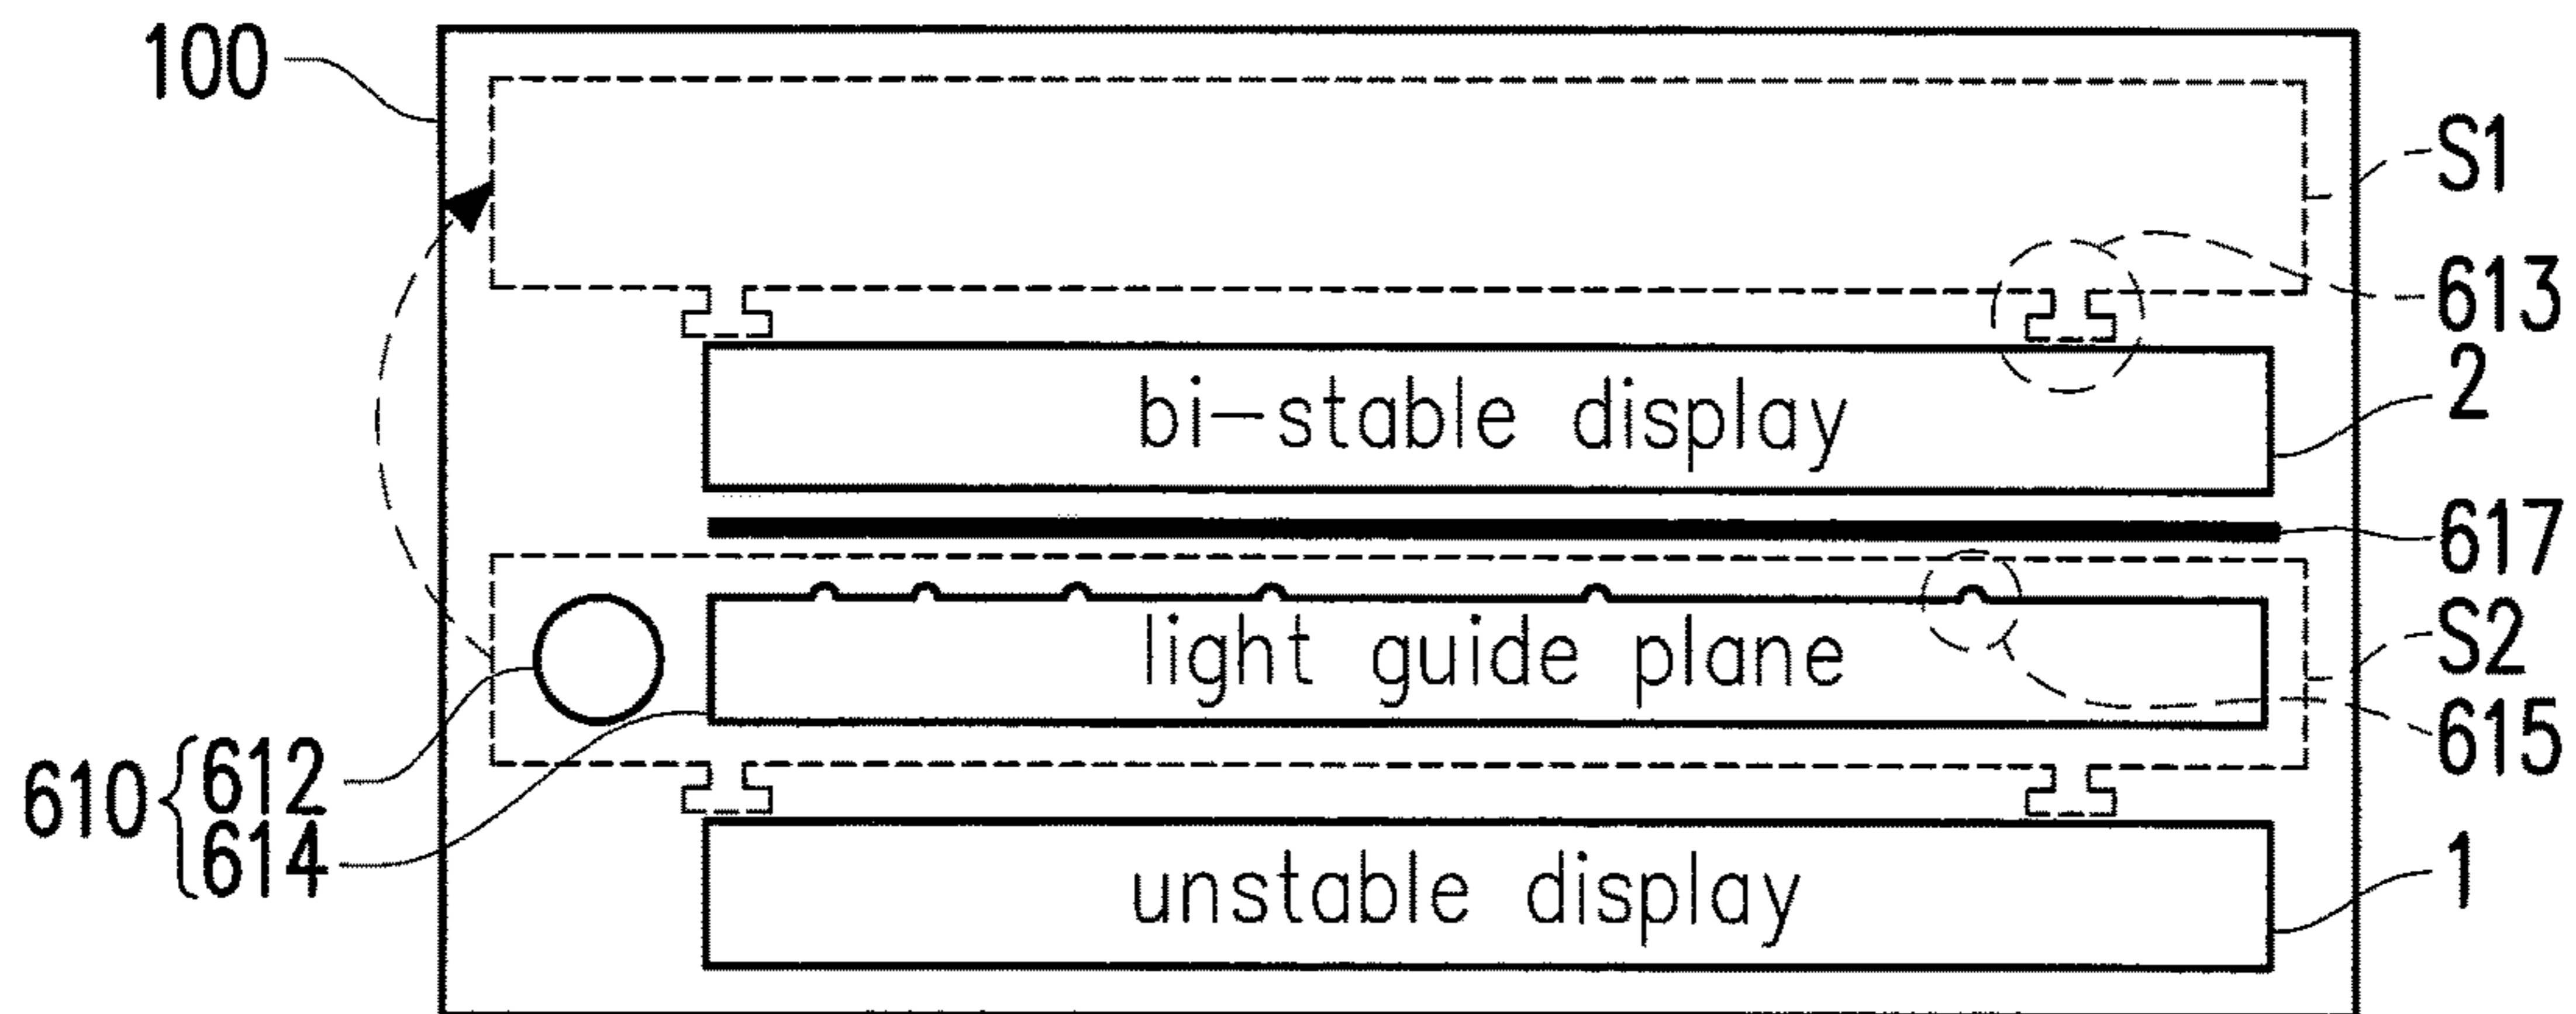 100
S1
613
bi-stable display
2
617
light guide plane
S2
610 { 612
614
615
unstable display
1